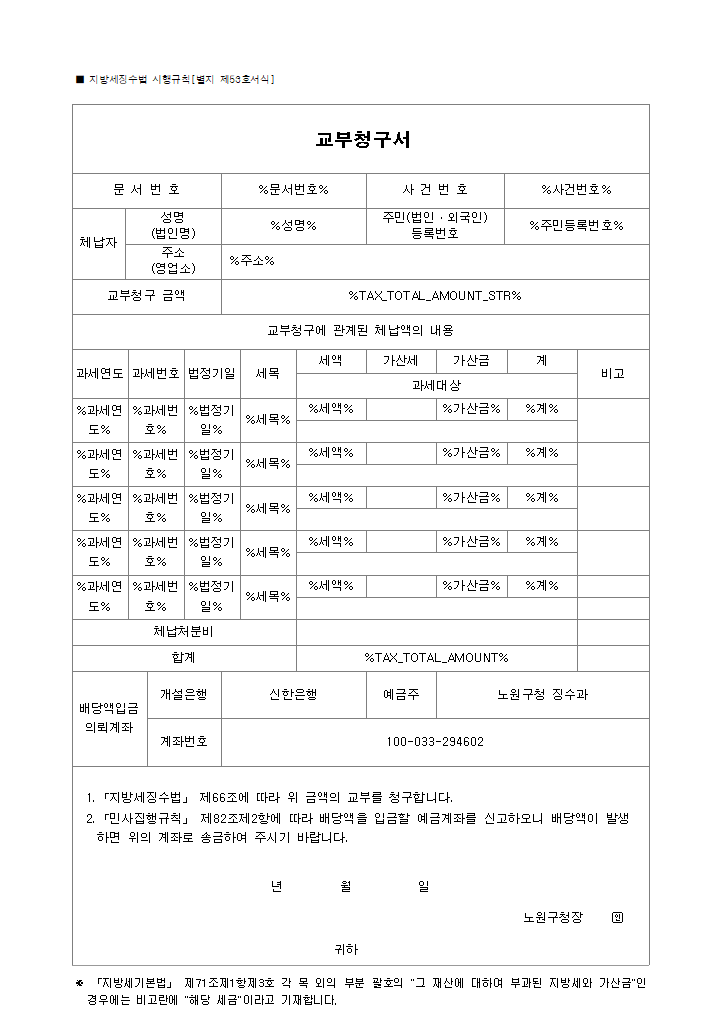 ■ 지방세징수법 시행규칙[별지 제53호서식]
교부청구서
문 서 번 호 %문서번호% 사 건 번 호 %사건번호%
체납자 성명 (법인명) %성명% 주민(법인ㆍ외국인) 등록번호 %주민등록번호%
주소 (영업소) %주소%
교부청구 금액 %TAX_TOTAL_AMOUNT_STR%
교부청구에 관계된 체납액의 내용
과세연도 과세번호 법정기일 세목 세액 가산세 가산금 계 비고
과세대상
%과세연도% %과세번호% %법정기일% %세목% %세액% %가산금% %계%
%과세연도% %과세번호% %법정기일% %세목% %세액% %가산금% %계%
%과세연도% %과세번호% %법정기일% %세목% %세액% %가산금% %계%
%과세연도% %과세번호% %법정기일% %세목% %세액% %가산금% %계%
%과세연도% %과세번호% %법정기일% %세목% %세액% %가산금% %계%
체납처분비
합계 %TAX_TOTAL_AMOUNT%
배당액입금 의뢰계좌 개설은행 신한은행 예금주 노원구청 징수과
계좌번호 100-033-294602
1. 「지방세징수법」 제66조에 따라 위 금액의 교부를 청구합니다.
2. 「민사집행규칙」 제82조제2항에 따라 배당액을 입금할 예금계좌를 신고하오니 배당액이 발생
하면 위의 계좌로 송금하여 주시기 바랍니다.
년 월 일
노원구청장 ㊞
귀하
※ 「지방세기본법」 제71조제1항제3호 각 목 외의 부분 괄호의 "그 재산에 대하여 부과된 지방세와 가산금"인
경우에는 비고란에 "해당 세금"이라고 기재합니다.